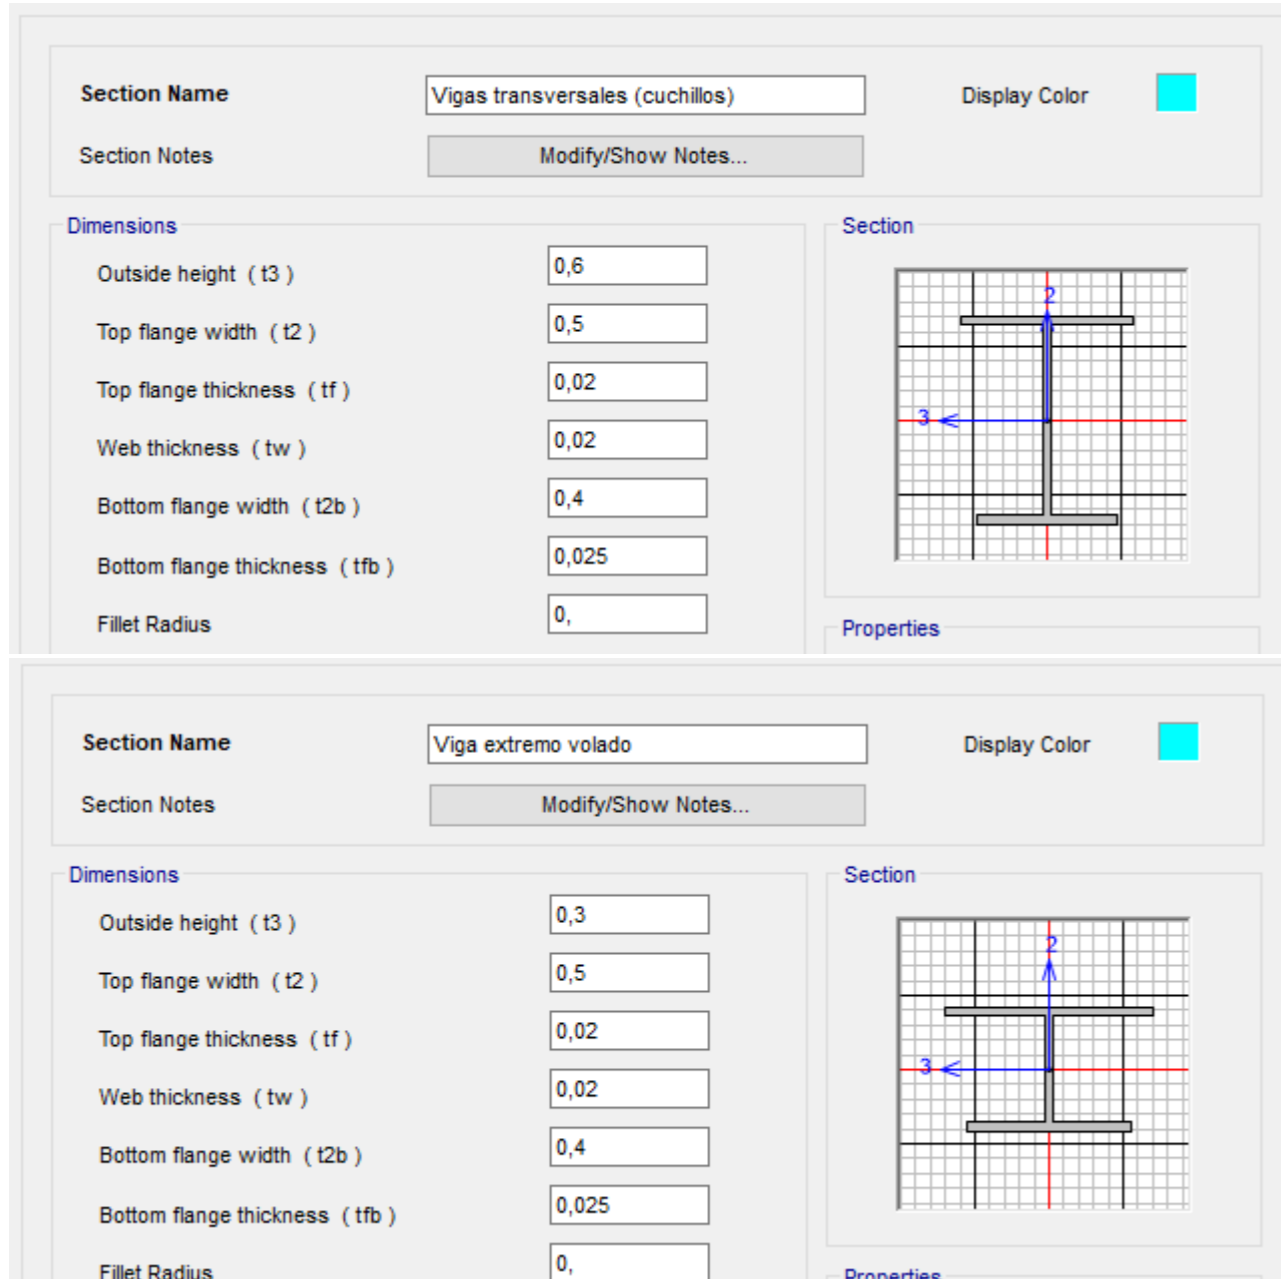 Section Name Vigas transversales (cuchillos) Display Color
Section Notes Modify/Show Notes...
Dimensions Section
Outside height ( t3 ) 0,6
Top flange width ( t2 ) 0,5
Top flange thickness ( tf ) 0,02
Web thickness ( tw ) 0,02
Bottom flange width ( t2b ) 0,4
Bottom flange thickness ( tfb ) 0,025
Fillet Radius 0,
2
3
Properties
Section Name Viga extremo volado Display Color
Section Notes Modify/Show Notes...
Dimensions Section
Outside height ( t3 ) 0,3
Top flange width ( t2 ) 0,5
Top flange thickness ( tf ) 0,02
Web thickness ( tw ) 0,02
Bottom flange width ( t2b ) 0,4
Bottom flange thickness ( tfb ) 0,025
Fillet Radius 0,
2
3
Properties